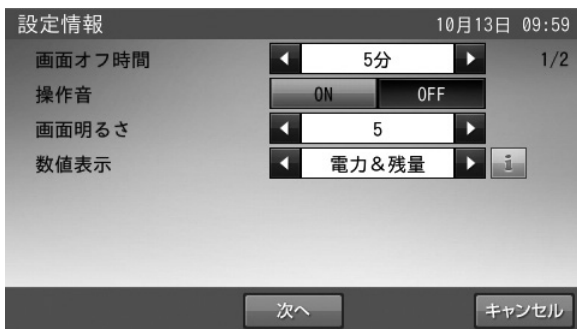 設定情報 10月13日 09:59
画面オフ時間 ◀ 5分 ▶ 1/2
操作音 ON OFF
画面明るさ ◀ 5 ▶
数値表示 ◀ 電力&残量 ▶ i
次へ キャンセル